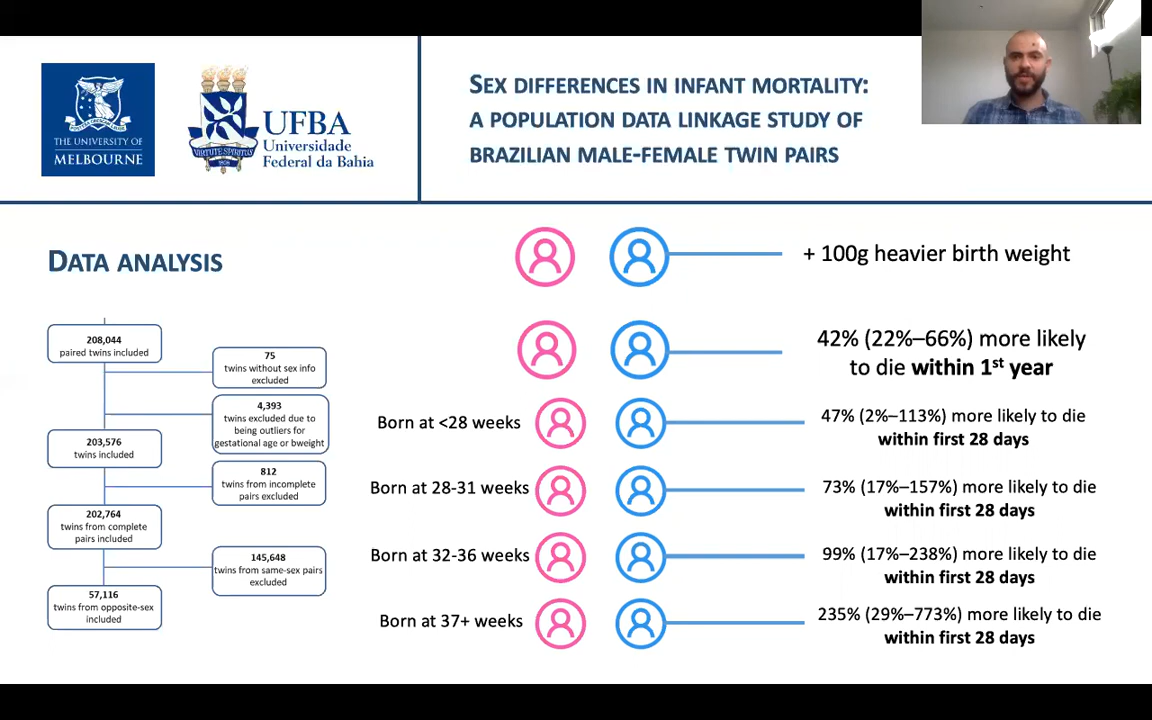 THE UNIVERSITY OF
MELBOURNE
VIRTUTE SPIRITUS
UFBA
Universidade
Federal da Bahia
SEX DIFFERENCES IN INFANT MORTALITY:
A POPULATION DATA LINKAGE STUDY OF
BRAZILIAN MALE-FEMALE TWIN PAIRS
DATA ANALYSIS
208,044
paired twins included
75
twins without sex info
excluded
4,393
twins excluded due to
being outliers for
gestational age or bweight
203,576
twins included
812
twins from incomplete
pairs excluded
202,764
twins from complete
pairs included
145,648
twins from same-sex pairs
excluded
57,116
twins from opposite-sex
included
+ 100g heavier birth weight
42% (22%–66%) more likely
to die within 1st year
Born at <28 weeks
47% (2%–113%) more likely to die
within first 28 days
Born at 28-31 weeks
73% (17%–157%) more likely to die
within first 28 days
Born at 32-36 weeks
99% (17%–238%) more likely to die
within first 28 days
Born at 37+ weeks
235% (29%–773%) more likely to die
within first 28 days